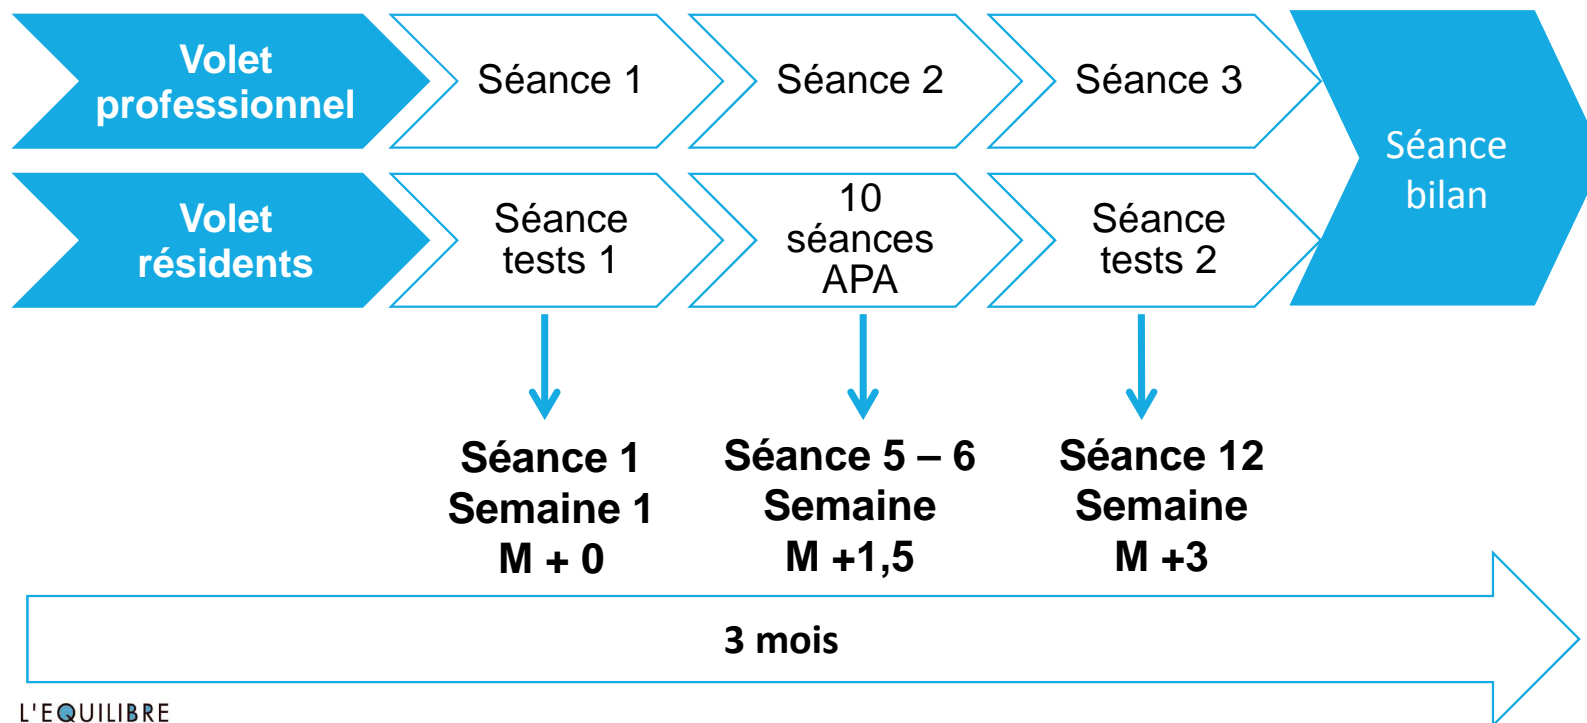 Volet
professionnel
Séance 1
Séance 2
Séance 3
Séance
bilan
Volet
résidents
Séance
tests 1
10
séances
APA
Séance
tests 2
Séance 1
Semaine 1
M + 0
Séance 5 – 6
Semaine
M +1,5
Séance 12
Semaine
M +3
3 mois
L'EQUILIBRE